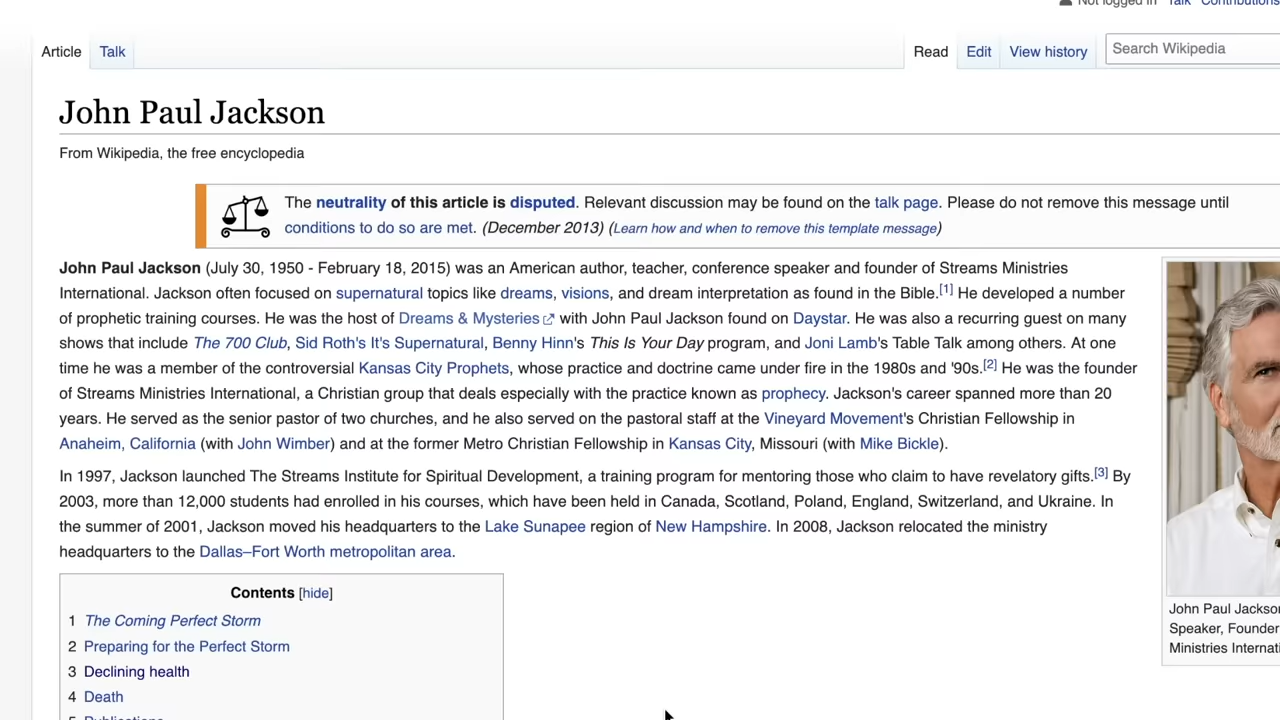 Not logged in Talk Contributions
Article Talk Read Edit View history Search Wikipedia
John Paul Jackson
From Wikipedia, the free encyclopedia
The neutrality of this article is disputed. Relevant discussion may be found on the talk page. Please do not remove this message until
conditions to do so are met. (December 2013) (Learn how and when to remove this template message)
John Paul Jackson (July 30, 1950 - February 18, 2015) was an American author, teacher, conference speaker and founder of Streams Ministries
International. Jackson often focused on supernatural topics like dreams, visions, and dream interpretation as found in the Bible.[1] He developed a number
of prophetic training courses. He was the host of Dreams & Mysteries with John Paul Jackson found on Daystar. He was also a recurring guest on many
shows that include The 700 Club, Sid Roth's It's Supernatural, Benny Hinn's This Is Your Day program, and Joni Lamb's Table Talk among others. At one
time he was a member of the controversial Kansas City Prophets, whose practice and doctrine came under fire in the 1980s and '90s.[2] He was the founder
of Streams Ministries International, a Christian group that deals especially with the practice known as prophecy. Jackson's career spanned more than 20
years. He served as the senior pastor of two churches, and he also served on the pastoral staff at the Vineyard Movement's Christian Fellowship in
Anaheim, California (with John Wimber) and at the former Metro Christian Fellowship in Kansas City, Missouri (with Mike Bickle).
In 1997, Jackson launched The Streams Institute for Spiritual Development, a training program for mentoring those who claim to have revelatory gifts.[3] By
2003, more than 12,000 students had enrolled in his courses, which have been held in Canada, Scotland, Poland, England, Switzerland, and Ukraine. In
the summer of 2001, Jackson moved his headquarters to the Lake Sunapee region of New Hampshire. In 2008, Jackson relocated the ministry
headquarters to the Dallas–Fort Worth metropolitan area.
Contents [hide]
1 The Coming Perfect Storm
2 Preparing for the Perfect Storm
3 Declining health
4 Death
5 Publications
John Paul Jackson
Speaker, Founder
Ministries Internati